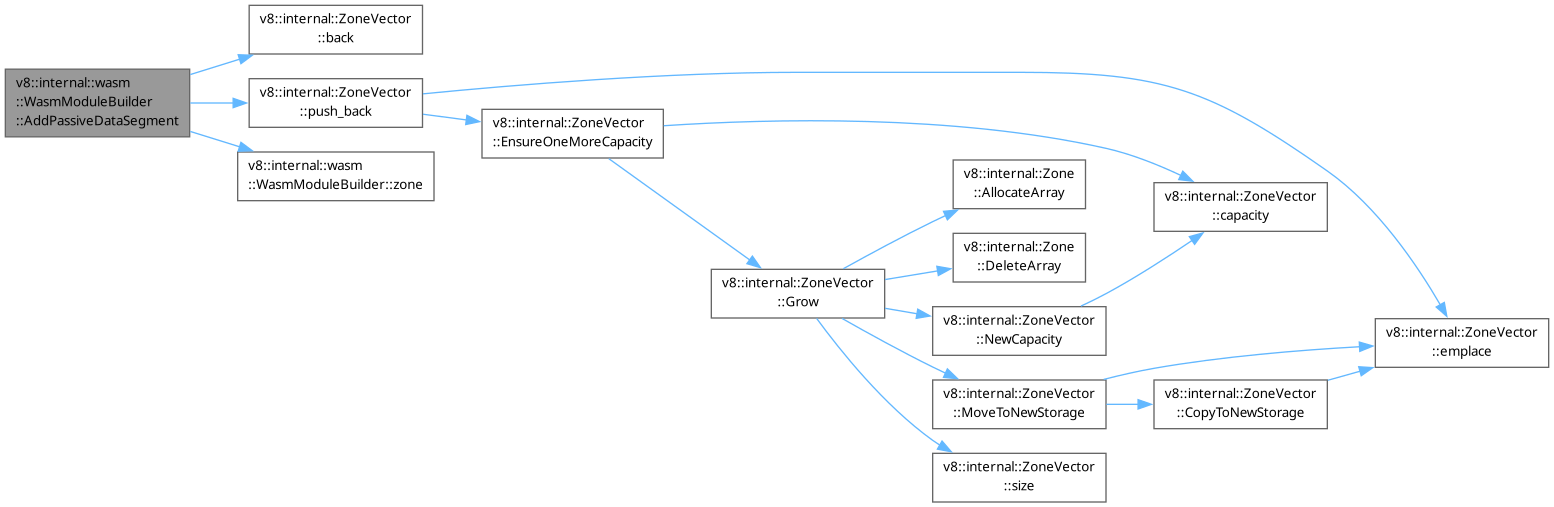 v8::internal::ZoneVector
::back
v8::internal::wasm
::WasmModuleBuilder
::AddPassiveDataSegment
v8::internal::ZoneVector
::push_back
v8::internal::wasm
::WasmModuleBuilder::zone
v8::internal::ZoneVector
::EnsureOneMoreCapacity
v8::internal::ZoneVector
::Grow
v8::internal::Zone
::AllocateArray
v8::internal::Zone
::DeleteArray
v8::internal::ZoneVector
::NewCapacity
v8::internal::ZoneVector
::MoveToNewStorage
v8::internal::ZoneVector
::size
v8::internal::ZoneVector
::capacity
v8::internal::ZoneVector
::CopyToNewStorage
v8::internal::ZoneVector
::emplace